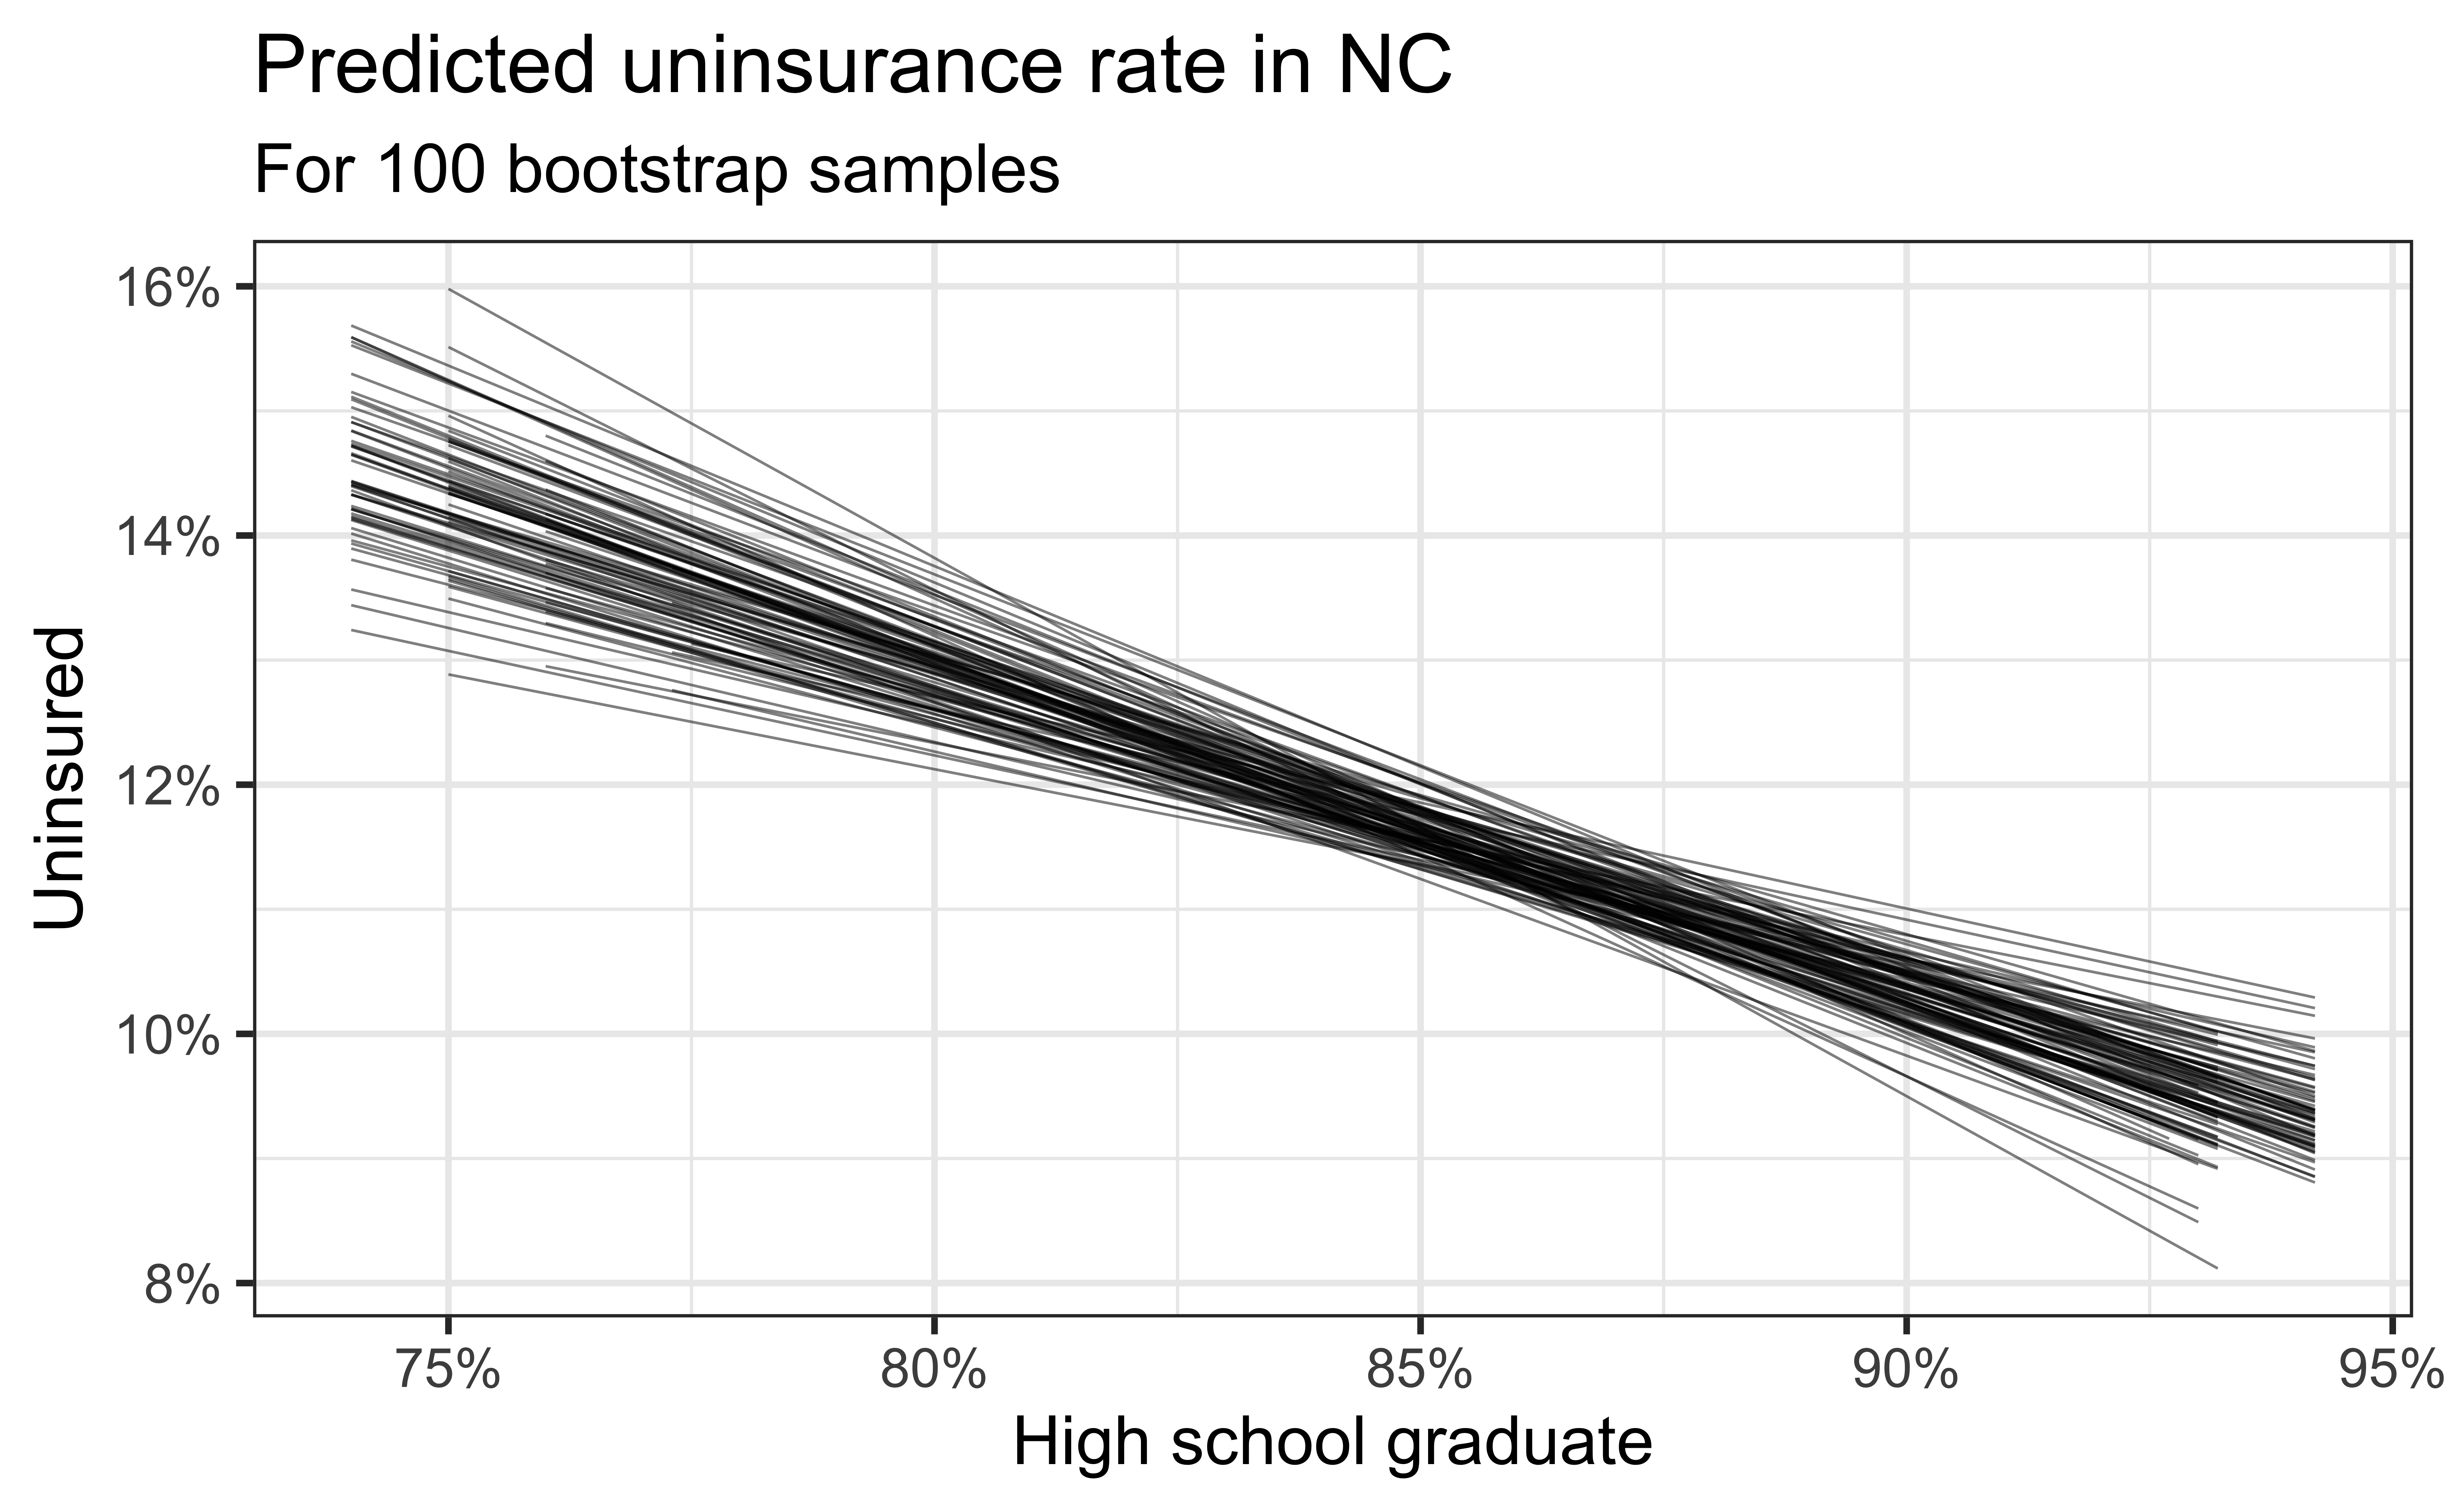 Predicted uninsurance rate in NC
For 100 bootstrap samples
Uninsured
16%
14%
12%
10%
8%
75% 80% 85% 90% 95%
High school graduate